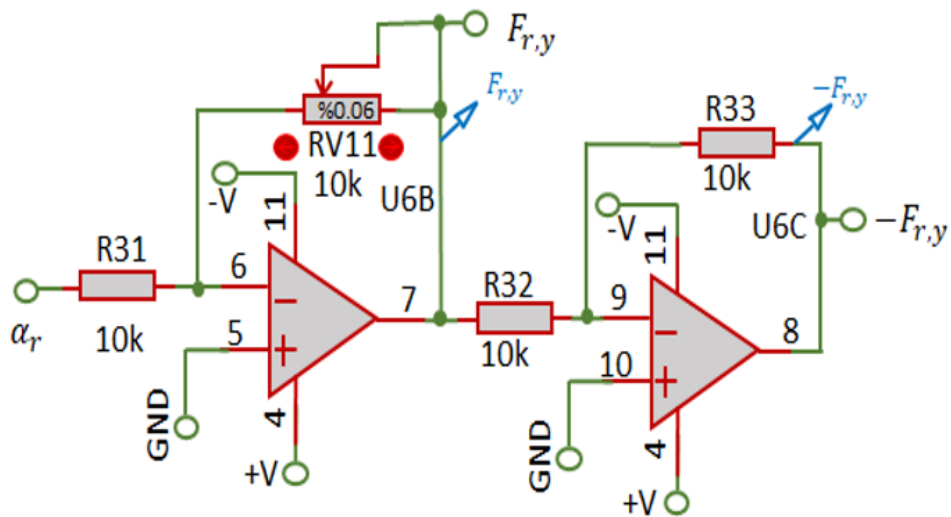 F_{r,y}
F_{r,y}
%0.06
RV11
10k
-V
11
U6B
R31
6
7
α_r
10k
5
GND
4
+V
R33
-F_{r,y}
10k
-V
11
U6C
-F_{r,y}
R32
9
8
10k
10
GND
4
+V